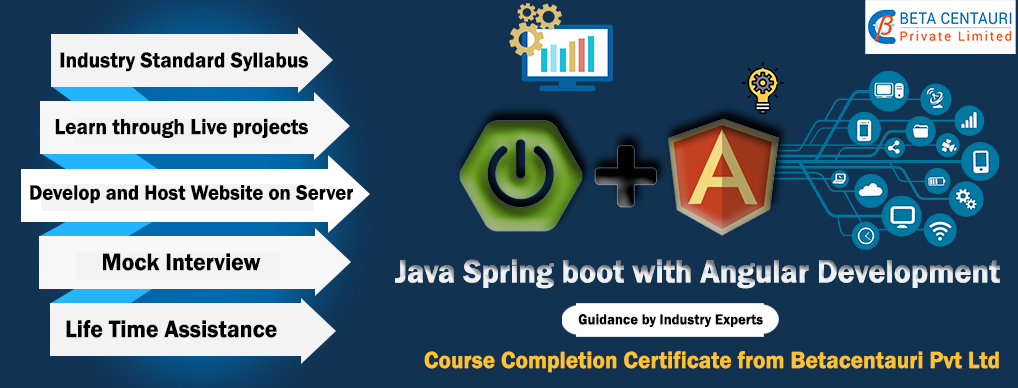 BETA CENTAURI
Private Limited
Industry Standard Syllabus
Learn through Live projects
Develop and Host Website on Server
Mock Interview
Life Time Assistance
A
Java Spring boot with Angular Development
Guidance by Industry Experts
Course Completion Certificate from Betacentauri Pvt Ltd